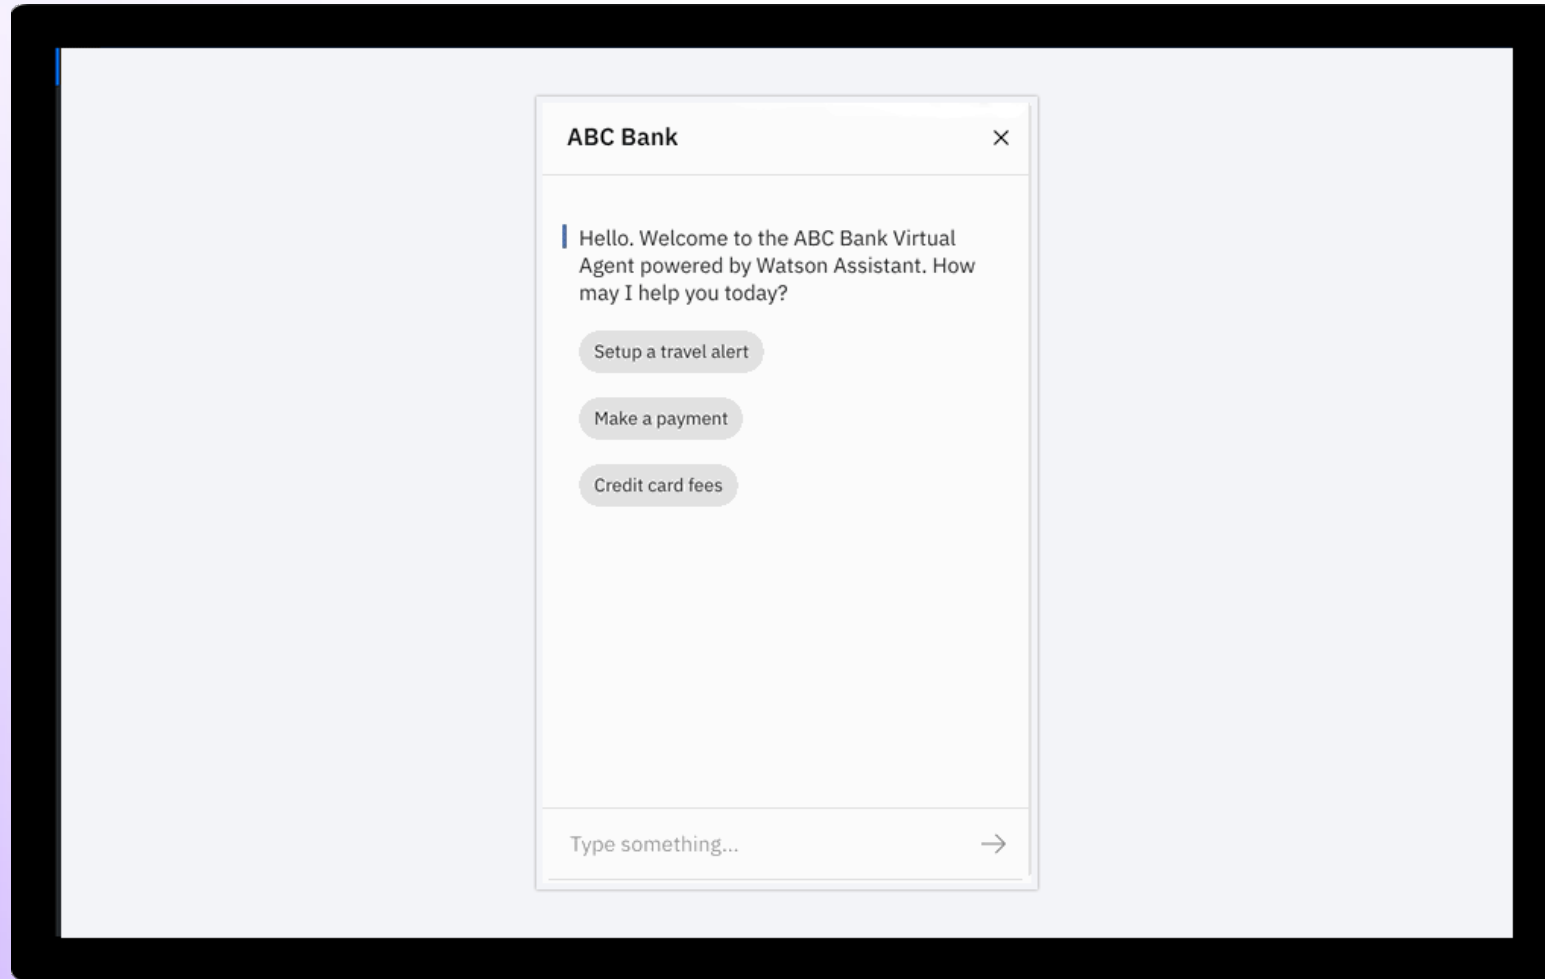 ABC Bank
Hello. Welcome to the ABC Bank Virtual
Agent powered by Watson Assistant. How
may I help you today?
Setup a travel alert
Make a payment
Credit card fees
Type something...